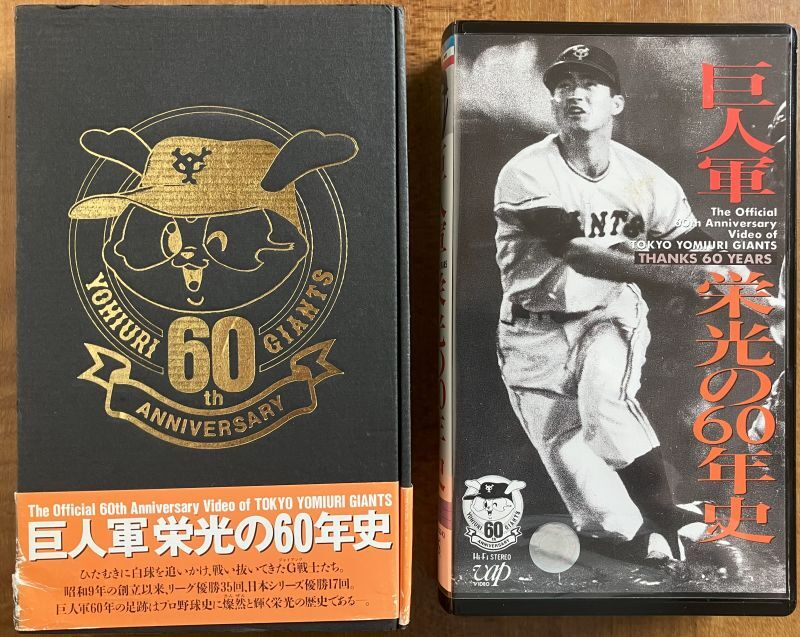 YOMIURI GIANTS
60th
ANNIVERSARY
The Official 60th Anniversary Video of TOKYO YOMIURI GIANTS
巨人軍 栄光の60年史
ひたむきに白球を追いかけ、戦い抜いてきたG戦士たち。
昭和9年の創立以来、リーグ優勝35回、日本シリーズ優勝17回。
巨人軍60年の足跡はプロ野球史に燦然と輝く栄光の歴史である―。
巨人軍
The Official
60th Anniversary
Video of
TOKYO YOMIURI GIANTS
THANKS 60 YEARS
栄光の60年史
GIANTS
YOMIURI GIANTS
60
ANNIVERSARY
Hi-Fi STEREO
vap
VIDEO